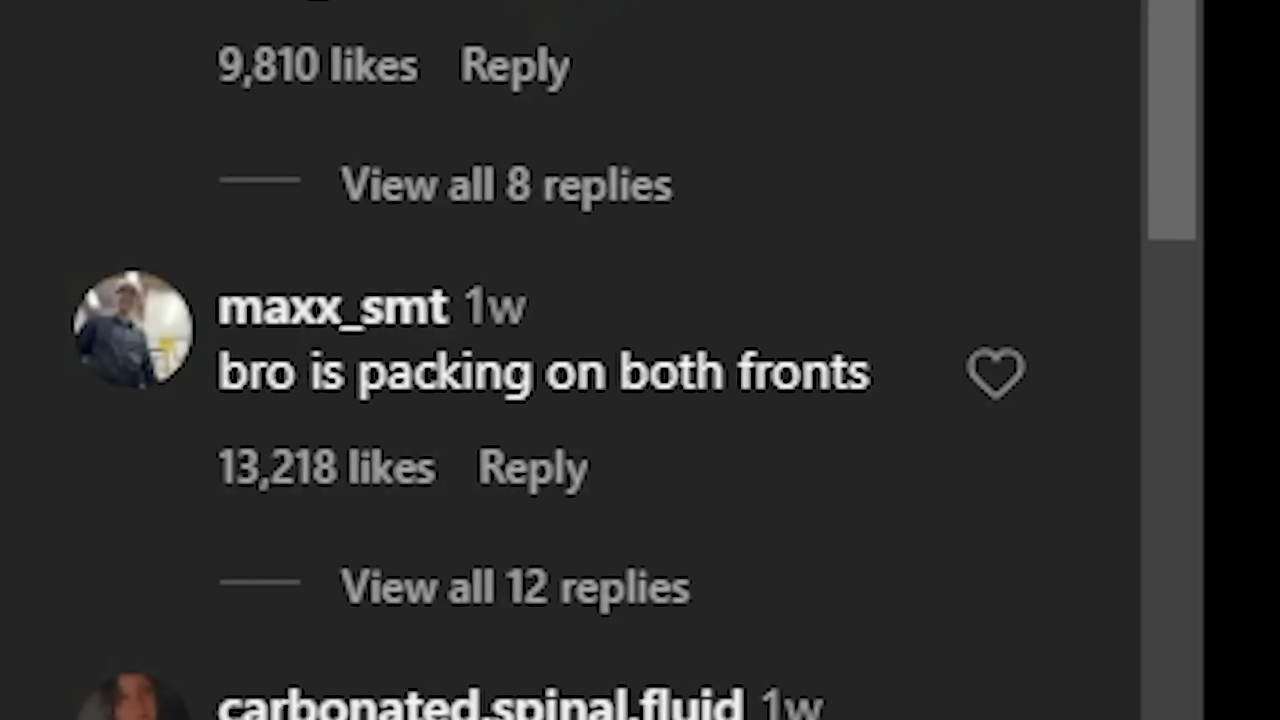 9,810 likes Reply
View all 8 replies
maxx_smt 1w
bro is packing on both fronts
13,218 likes Reply
View all 12 replies
carbonated.spinal.fluid 1w